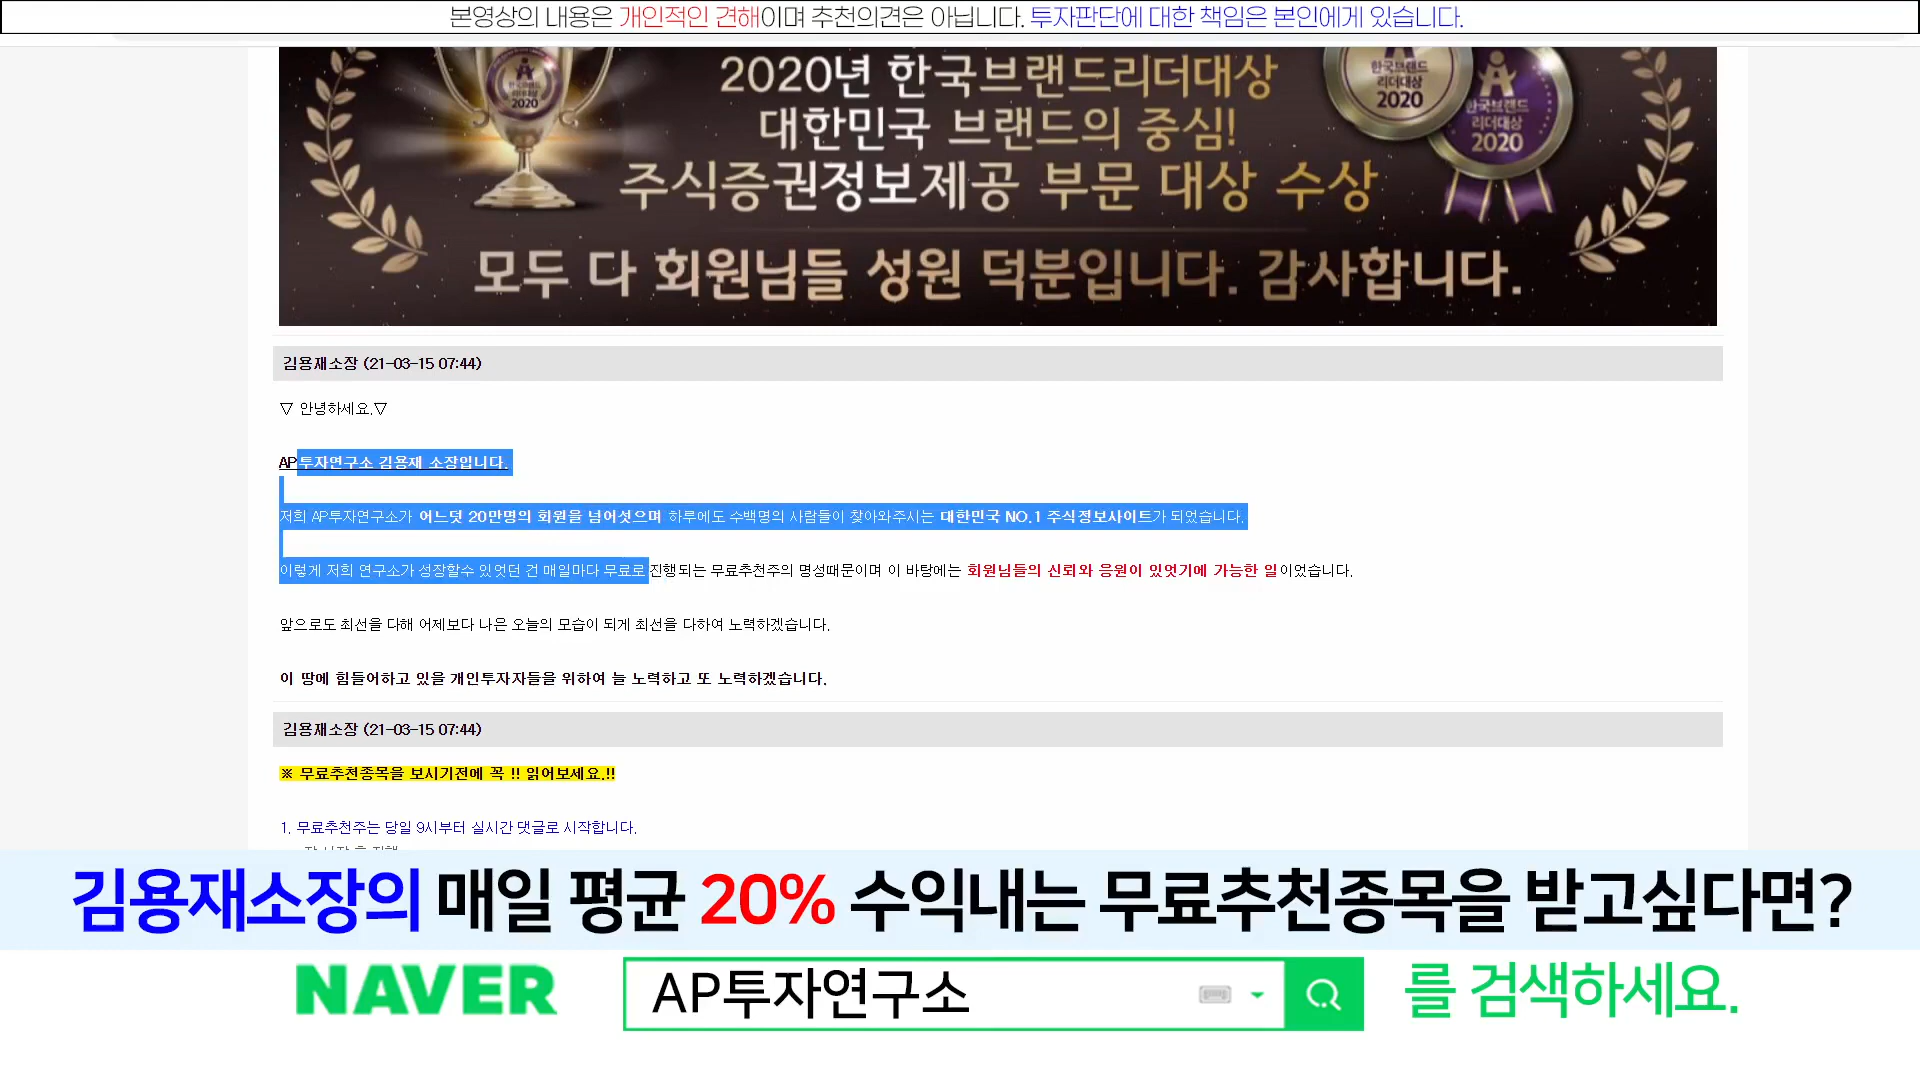 본영상의 내용은 개인적인 견해이며 추천의견은 아닙니다. 투자판단에 대한 책임은 본인에게 있습니다.
한국브랜드
리더대상
2020
2020년 한국브랜드리더대상
대한민국 브랜드의 중심!
주식증권정보제공 부문 대상 수상
모두 다 회원님들 성원 덕분입니다. 감사합니다.
한국브랜드
리더대상
2020
한국브랜드
리더대상
2020
김용재소장 (21-03-15 07:44)
▽ 안녕하세요.▽
AP투자연구소 김용재 소장입니다.
저희 AP투자연구소가 어느덧 20만명의 회원을 넘어섯으며 하루에도 수백명의 사람들이 찾아와주시는 대한민국 NO.1 주식정보사이트가 되었습니다.
이렇게 저희 연구소가 성장할수 있엇던 건 매일마다 무료로 진행되는 무료추천주의 명성때문이며 이 바탕에는 회원님들의 신뢰와 응원이 있엇기에 가능한 일이었습니다.
앞으로도 최선을 다해 어제보다 나은 오늘의 모습이 되게 최선을 다하여 노력하겠습니다.
이 땅에 힘들어하고 있을 개인투자자들을 위하여 늘 노력하고 또 노력하겠습니다.
김용재소장 (21-03-15 07:44)
※ 무료추천종목을 보시기전에 꼭 !! 읽어보세요.!!
1. 무료추천주는 당일 9시부터 실시간 댓글로 시작합니다.
김용재소장의 매일 평균 20% 수익내는 무료추천종목을 받고싶다면?
NAVER AP투자연구소 를 검색하세요.